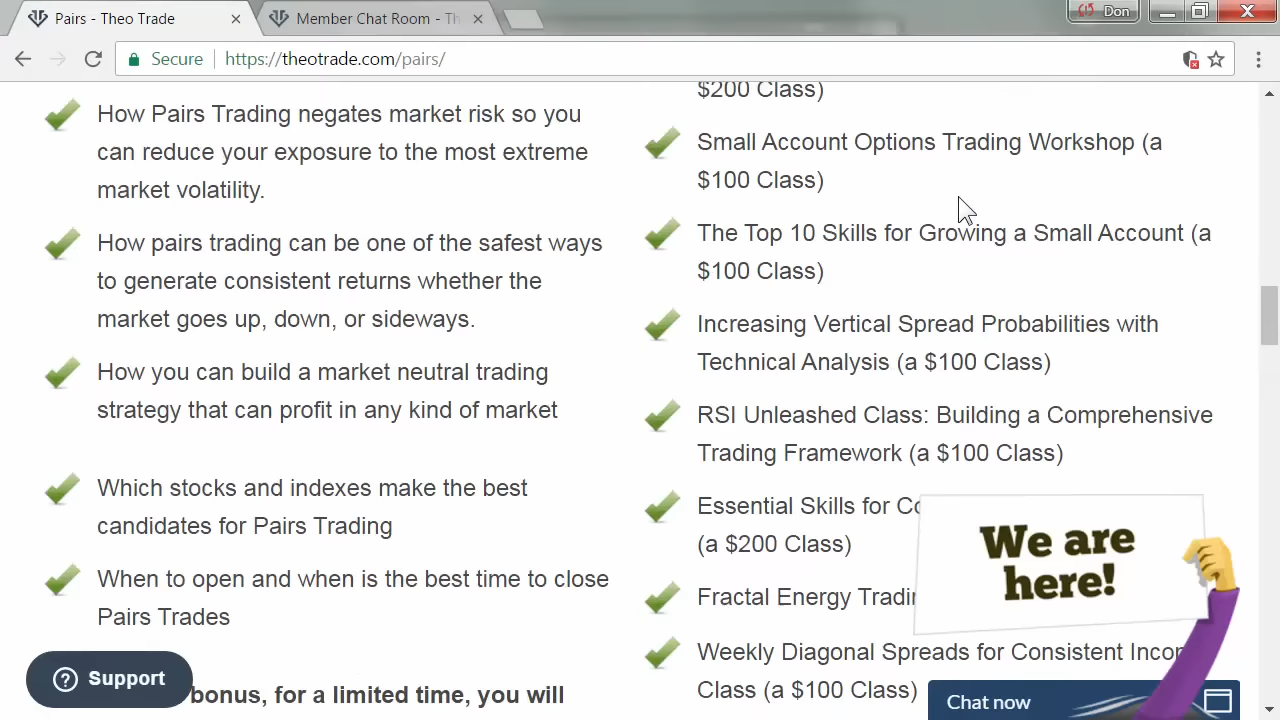 Pairs - Theo Trade
Member Chat Room - Th
Don
Secure
https://theotrade.com/pairs/
How Pairs Trading negates market risk so you
can reduce your exposure to the most extreme
market volatility.
How pairs trading can be one of the safest ways
to generate consistent returns whether the
market goes up, down, or sideways.
How you can build a market neutral trading
strategy that can profit in any kind of market
Which stocks and indexes make the best
candidates for Pairs Trading
When to open and when is the best time to close
Pairs Trades
bonus, for a limited time, you will
Support
$200 Class)
Small Account Options Trading Workshop (a
$100 Class)
The Top 10 Skills for Growing a Small Account (a
$100 Class)
Increasing Vertical Spread Probabilities with
Technical Analysis (a $100 Class)
RSI Unleashed Class: Building a Comprehensive
Trading Framework (a $100 Class)
Essential Skills for
(a $200 Class)
Fractal Energy
Weekly Diagonal Spreads for Consistent
Class (a $100 Class)
We are
here!
Chat now